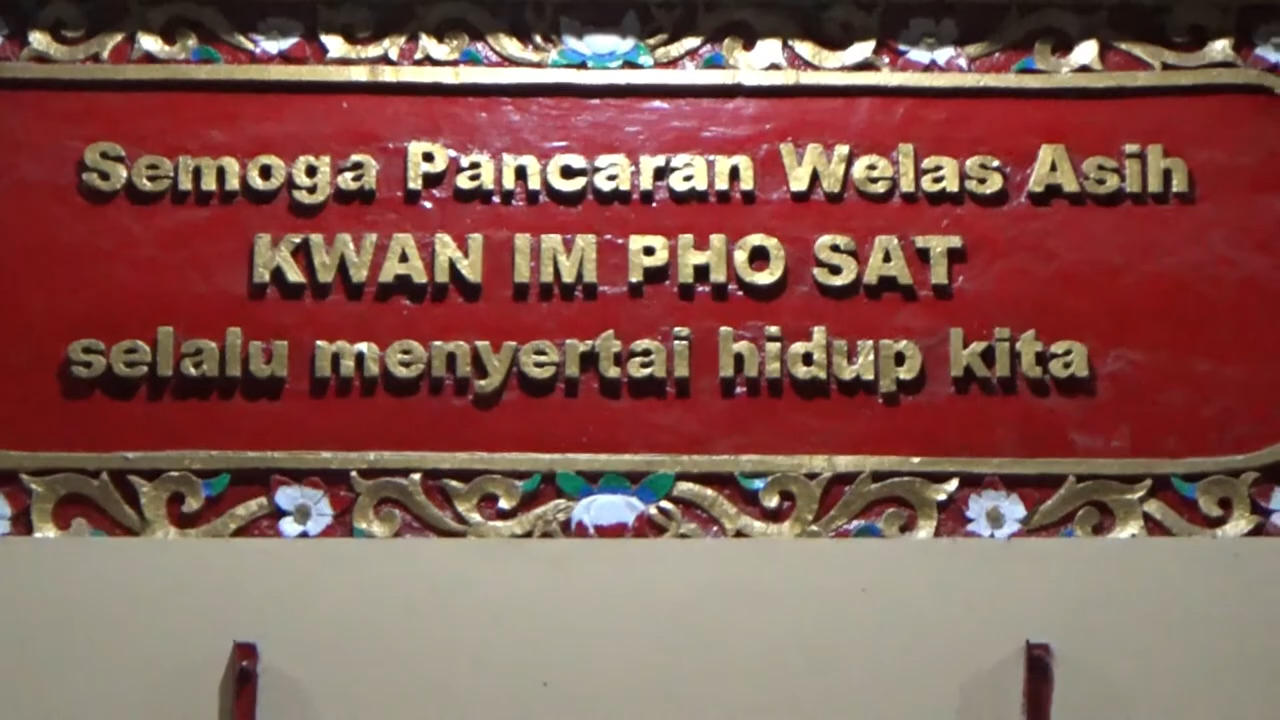 Semoga Pancaran Welas Asih
KWAN IM PHO SAT
selalu menyertai hidup kita